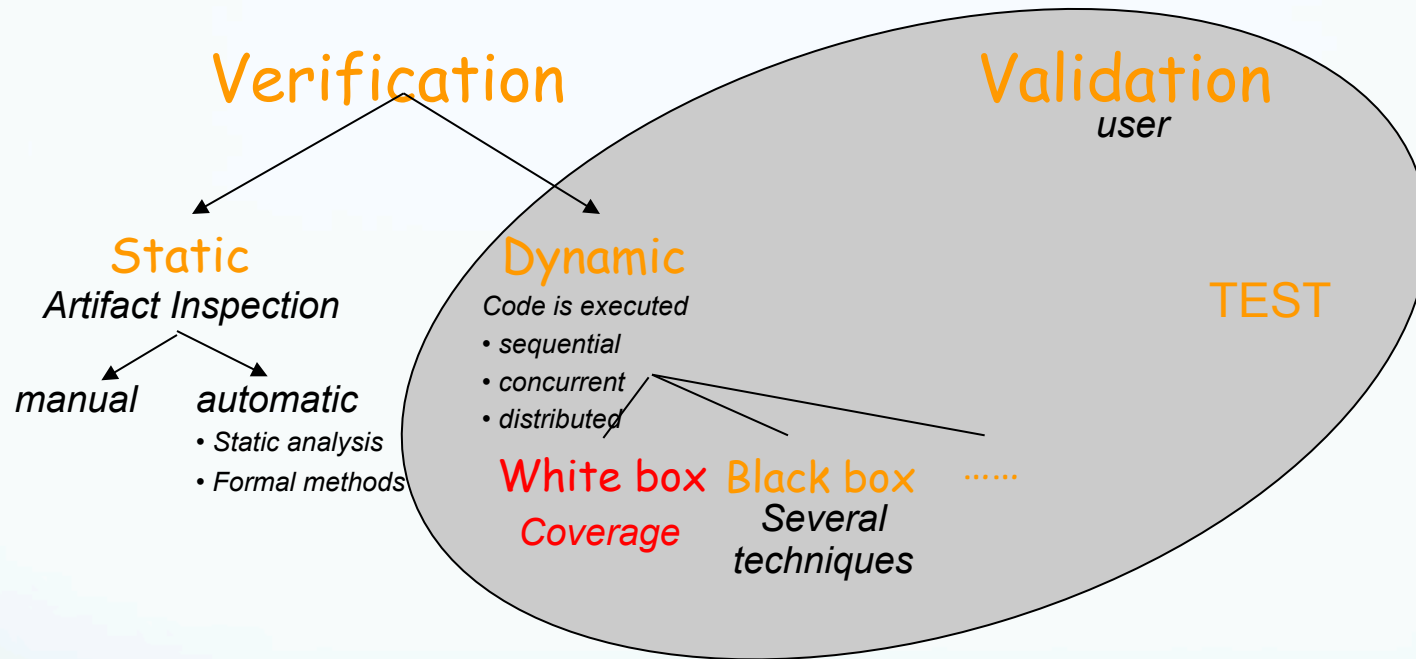 Verification
Validation
user
Static
Artifact Inspection
manual
automatic
• Static analysis
• Formal methods
Dynamic
Code is executed
• sequential
• concurrent
• distributed
TEST
White box
Coverage
Black box
Several
techniques
......